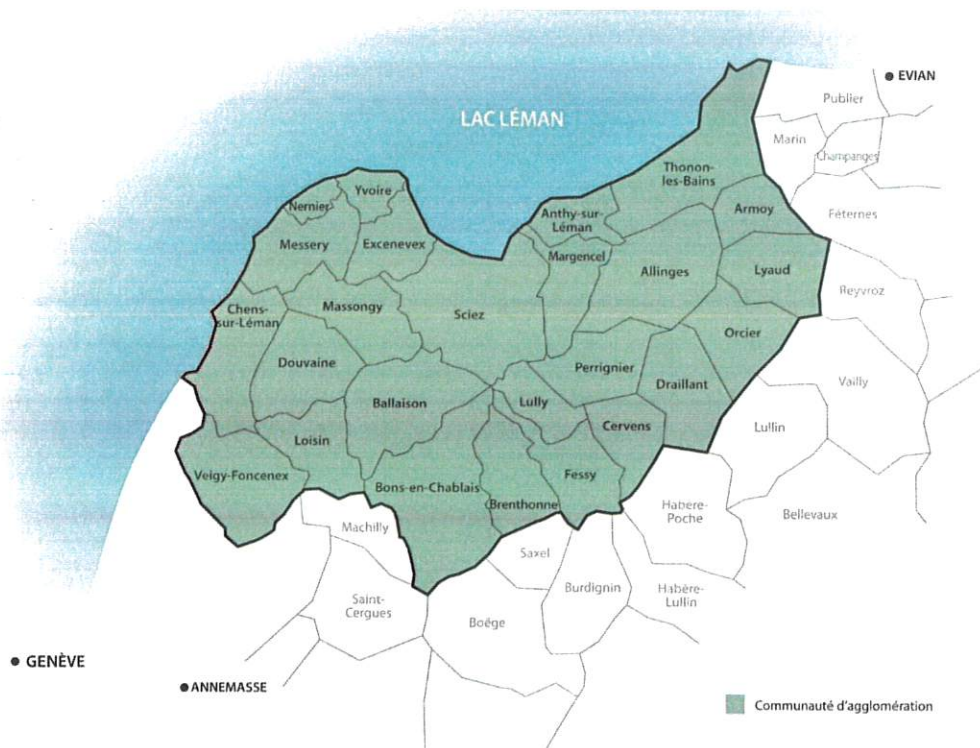 EVIAN
Publier
LAC LÉMAN
Marin
Champanges
Thonon-
les-Bains
Yvoire
Nernier
Anthy-sur-
Léman
Armoy
Féternes
Messery
Excenevex
Margencel
Allinges
Lyaud
Reyvroz
Chens-
sur-Léman
Massongy
Sciez
Orcier
Douvaine
Perrignier
Draillant
Vailly
Ballaison
Lully
Cervens
Lullin
Loisin
Veigy-Foncenex
Bons-en-Chablais
Fessy
Brenthonne
Habère-
Poche
Bellevaux
Machilly
Saxel
Burdignin
Habère-
Lullin
Saint-
Cergues
Boëge
GENÈVE
ANNEMASSE
Communauté d'agglomération